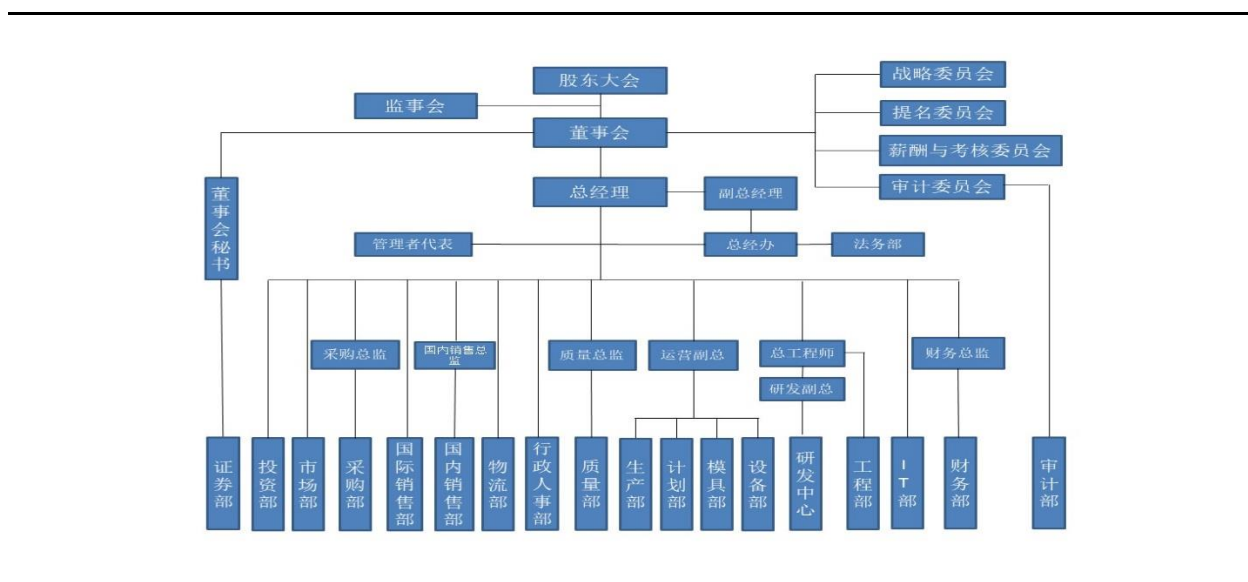 股东大会
战略委员会
监事会
提名委员会
董事会
薪酬与考核委员会
审计委员会
董事会秘书
总经理
副总经理
管理者代表
总经办
法务部
采购总监
国内销售总
监
质量总监
运营副总
总工程师
财务总监
研发副总
证券部
投资部
市场部
采购部
国际销售部
国内销售部
物流部
行政人事部
质量部
生产部
计划部
模具部
设备部
研发中心
工程部
IT部
财务部
审计部